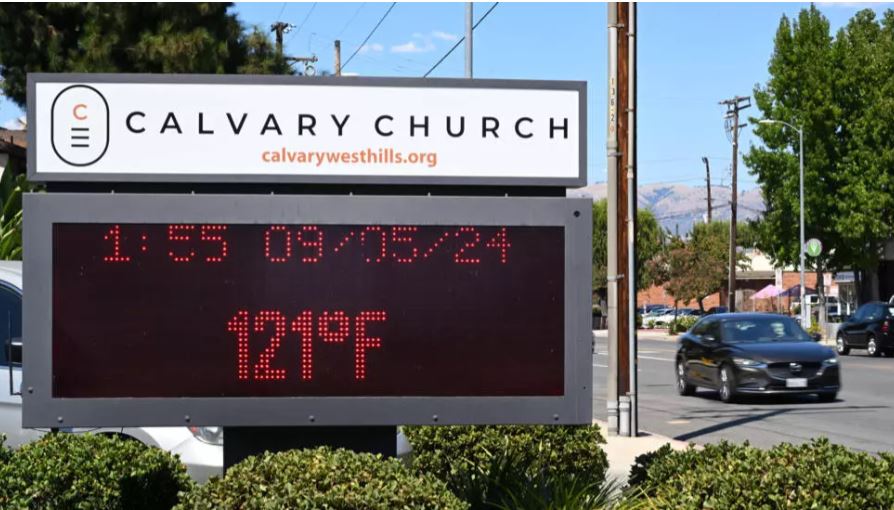 C
CALVARY CHURCH
calvarywesthills.org
1:55 09/05/24
121°F